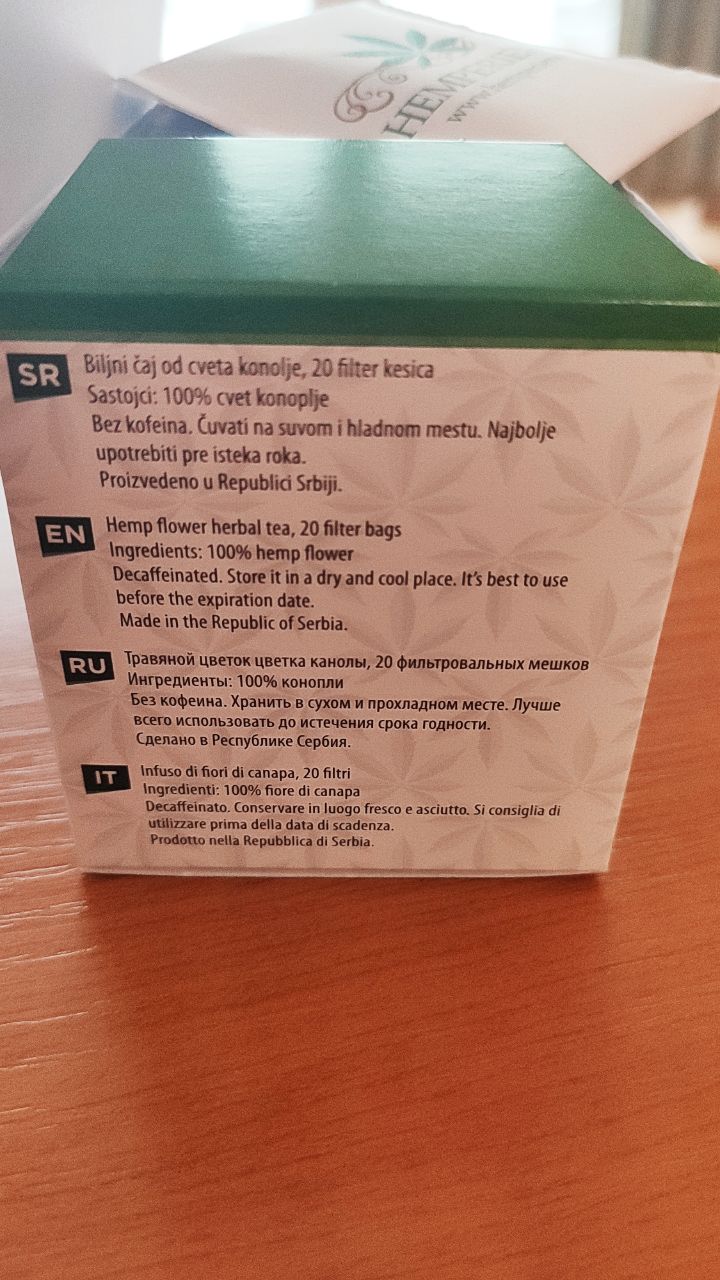 www.
SR
Biljni čaj od cveta konolje, 20 filter kesica
Sastojci: 100% cvet konoplje
Bez kofeina. Čuvati na suvom i hladnom mestu. Najbolje
upotrebiti pre isteka roka.
Proizvedeno u Republici Srbiji.
EN
Hemp flower herbal tea, 20 filter bags
Ingredients: 100% hemp flower
Decaffeinated. Store it in a dry and cool place. It's best to use
before the expiration date.
Made in the Republic of Serbia.
RU
Травяной цветок цветка канолы, 20 фильтровальных мешков
Ингредиенты: 100% конопли
Без кофеина. Хранить в сухом и прохладном месте. Лучше
всего использовать до истечения срока годности.
Сделано в Республике Сербия.
IT
Infuso di fiori di canapa, 20 filtri
Ingredienti: 100% fiore di canapa
Decaffeinato. Conservare in luogo fresco e asciutto. Si consiglia di
utilizzare prima della data di scadenza.
Prodotto nella Repubblica di Serbia.